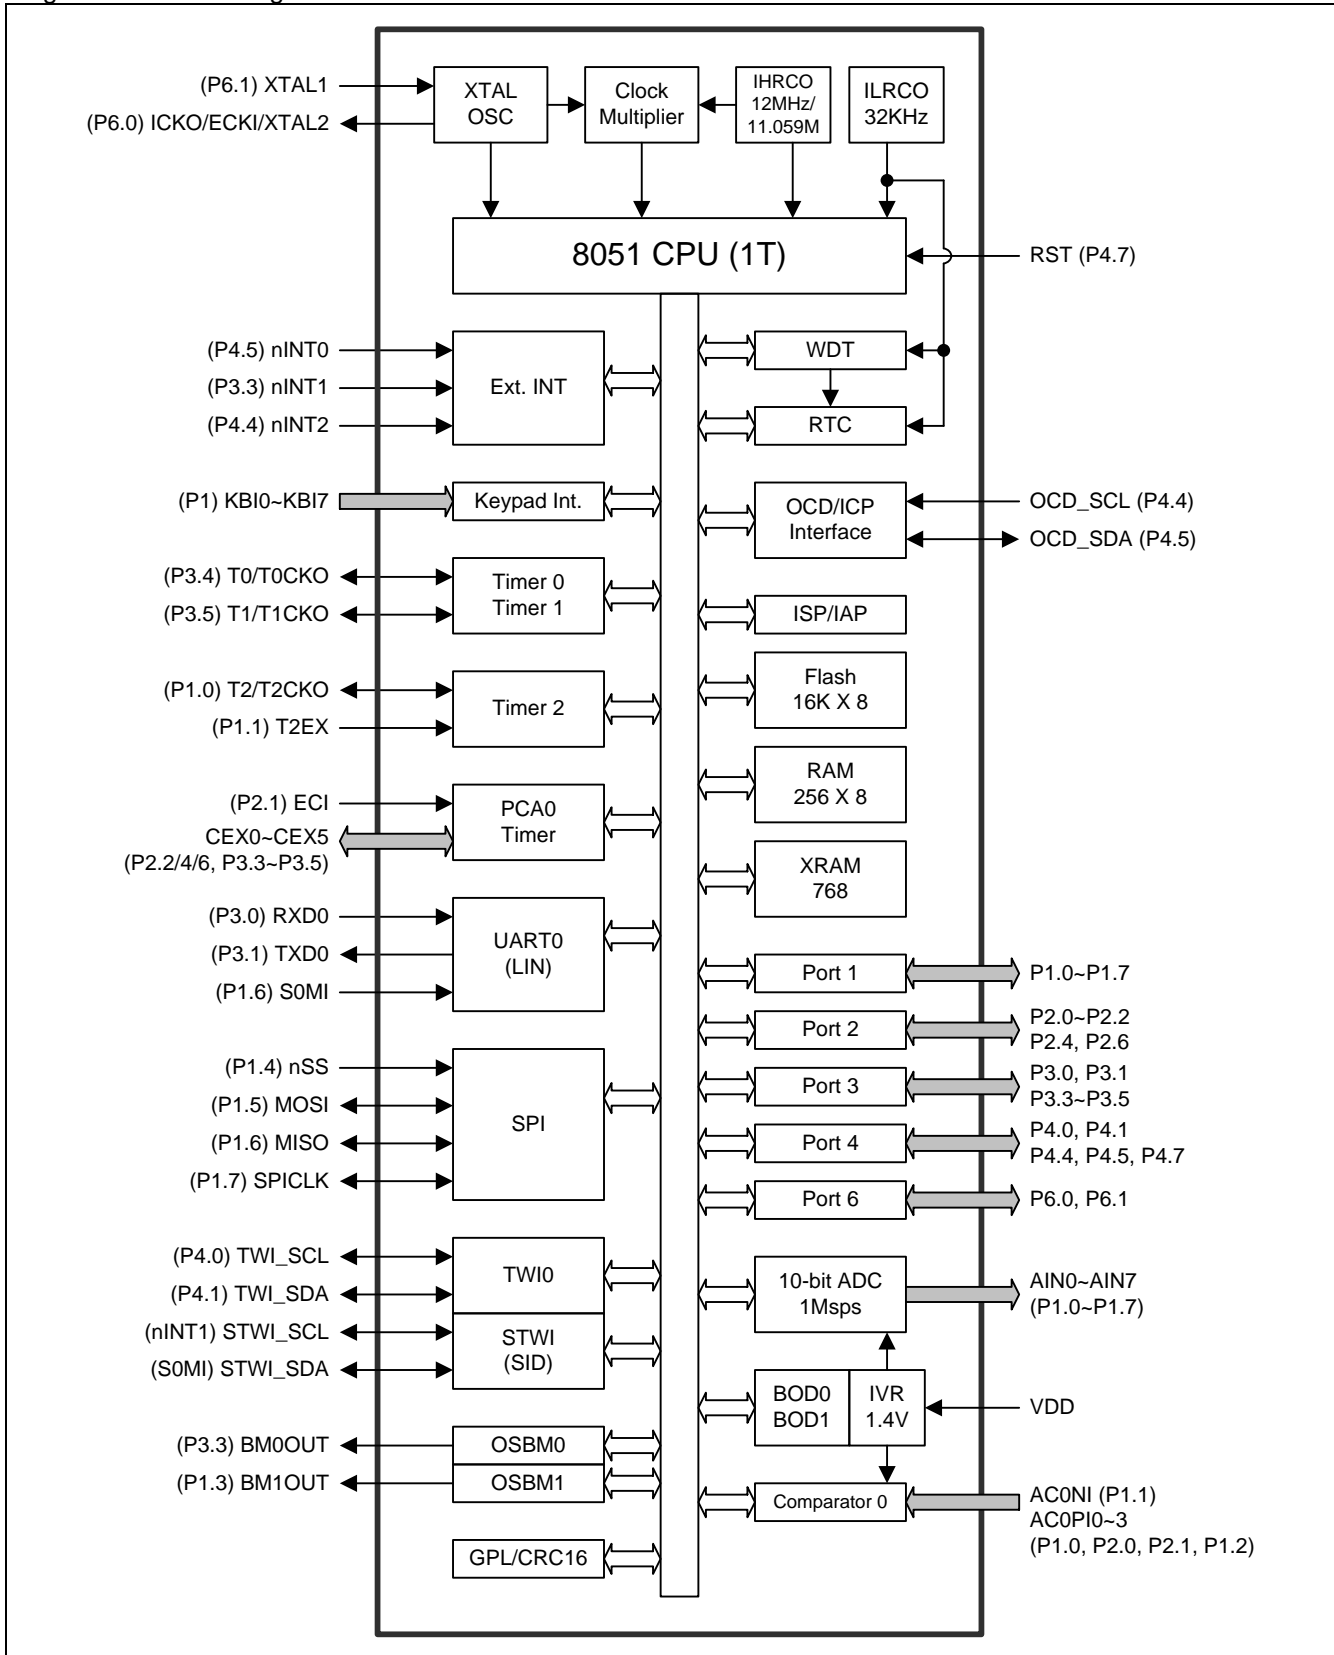 (P6.1) XTAL1
(P6.0) ICKO/ECKI/XTAL2
XTAL
OSC
Clock
Multiplier
IHRCO
12MHz/
11.059M
ILRCO
32KHz
8051 CPU (1T)
RST (P4.7)
(P4.5) nINT0
(P3.3) nINT1
(P4.4) nINT2
Ext. INT
WDT
RTC
(P1) KBI0~KBI7
Keypad Int.
OCD/ICP
Interface
OCD_SCL (P4.4)
OCD_SDA (P4.5)
(P3.4) T0/T0CKO
(P3.5) T1/T1CKO
Timer 0
Timer 1
ISP/IAP
(P1.0) T2/T2CKO
(P1.1) T2EX
Timer 2
Flash
16K X 8
RAM
256 X 8
(P2.1) ECI
CEX0~CEX5
(P2.2/4/6, P3.3~P3.5)
PCA0
Timer
XRAM
768
(P3.0) RXD0
(P3.1) TXD0
(P1.6) S0MI
UART0
(LIN)
Port 1
P1.0~P1.7
Port 2
P2.0~P2.2
P2.4, P2.6
(P1.4) nSS
(P1.5) MOSI
(P1.6) MISO
(P1.7) SPICLK
SPI
Port 3
P3.0, P3.1
P3.3~P3.5
Port 4
P4.0, P4.1
P4.4, P4.5, P4.7
Port 6
P6.0, P6.1
(P4.0) TWI_SCL
(P4.1) TWI_SDA
TWI0
10-bit ADC
1Msps
AIN0~AIN7
(P1.0~P1.7)
(nINT1) STWI_SCL
(S0MI) STWI_SDA
STWI
(SID)
BOD0
BOD1
IVR
1.4V
VDD
(P3.3) BM0OUT
(P1.3) BM1OUT
OSBM0
OSBM1
Comparator 0
AC0NI (P1.1)
AC0PI0~3
(P1.0, P2.0, P2.1, P1.2)
GPL/CRC16